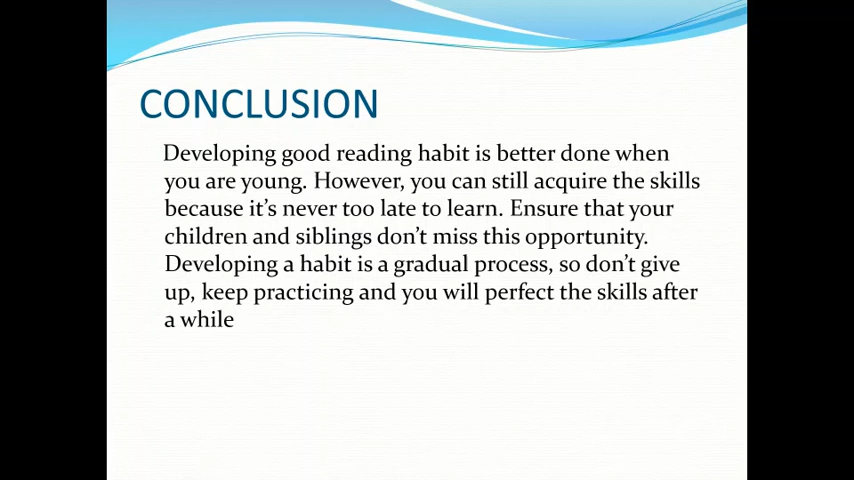 CONCLUSION
Developing good reading habit is better done when
you are young. However, you can still acquire the skills
because it’s never too late to learn. Ensure that your
children and siblings don’t miss this opportunity.
Developing a habit is a gradual process, so don’t give
up, keep practicing and you will perfect the skills after
a while